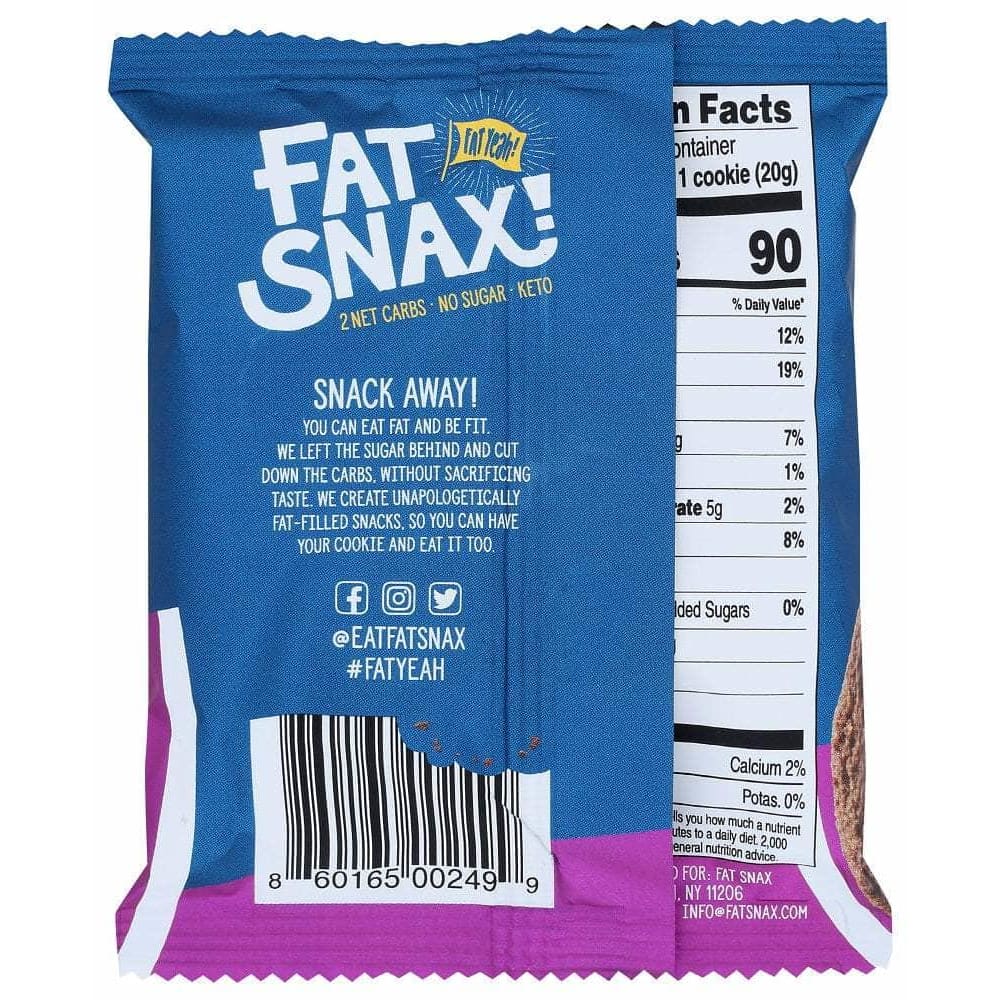 FAT
SNAX!
FAT Yeah!
2 NET CARBS · NO SUGAR · KETO
SNACK AWAY!
YOU CAN EAT FAT AND BE FIT.
WE LEFT THE SUGAR BEHIND AND CUT
DOWN THE CARBS, WITHOUT SACRIFICING
TASTE. WE CREATE UNAPOLOGETICALLY
FAT-FILLED SNACKS, SO YOU CAN HAVE
YOUR COOKIE AND EAT IT TOO.
@EATFATSNAX
#FATYEAH
8 60165 00249 9
n Facts
ontainer
1 cookie (20g)
s 90
% Daily Value*
12%
19%
g 7%
1%
rate 5g 2%
8%
dded Sugars 0%
Calcium 2%
Potas. 0%
lls you how much a nutrient
utes to a daily diet. 2,000
eneral nutrition advice.
D FOR: FAT SNAX
, NY 11206
INFO@FATSNAX.COM